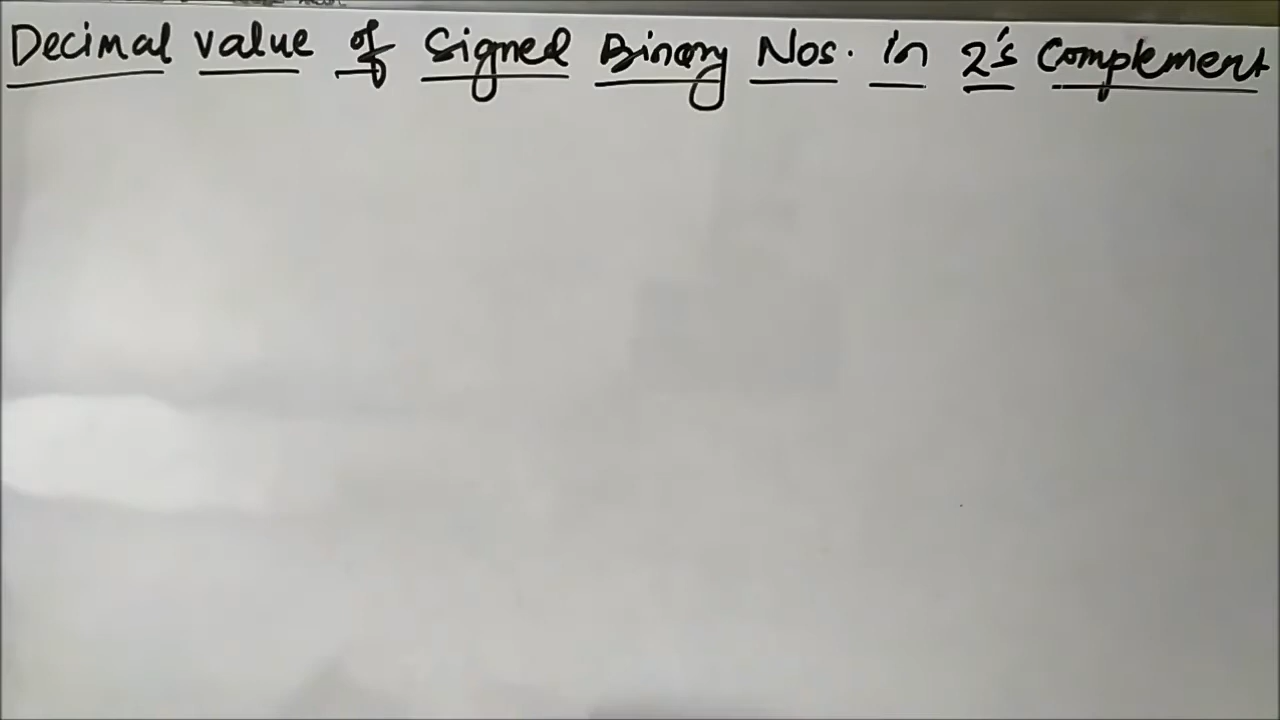 Decimal value of Signed Binary Nos. in 2's Complement